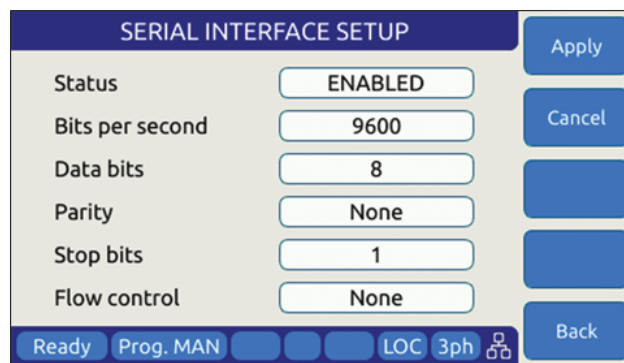 SERIAL INTERFACE SETUP
Apply
Status ENABLED
Bits per second 9600
Cancel
Data bits 8
Parity None
Stop bits 1
Flow control None
Back
Ready Prog. MAN LOC 3ph